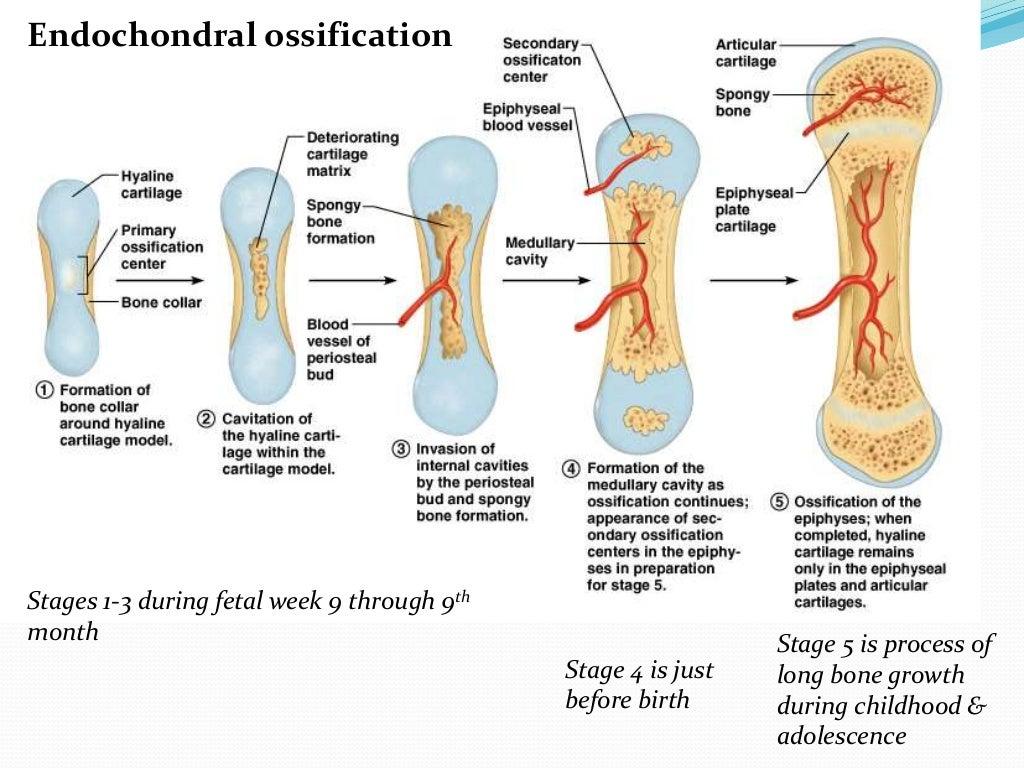 Endochondral ossification
Hyaline
cartilage
Primary
ossification
center
Bone collar
① Formation of
bone collar
around hyaline
cartilage model.
Deteriorating
cartilage
matrix
② Cavitation of
the hyaline carti-
lage within the
cartilage model.
Spongy
bone
formation
Blood
vessel of
periosteal
bud
③ Invasion of
internal cavities
by the periosteal
bud and spongy
bone formation.
Secondary
ossificaton
center
Epiphyseal
blood vessel
Medullary
cavity
④ Formation of the
medullary cavity as
ossification continues;
appearance of sec-
ondary ossification
centers in the epiphy-
ses in preparation
for stage 5.
Articular
cartilage
Spongy
bone
Epiphyseal
plate
cartilage
⑤ Ossification of the
epiphyses; when
completed, hyaline
cartilage remains
only in the epiphyseal
plates and articular
cartilages.
Stages 1-3 during fetal week 9 through 9th
month
Stage 4 is just
before birth
Stage 5 is process of
long bone growth
during childhood &
adolescence